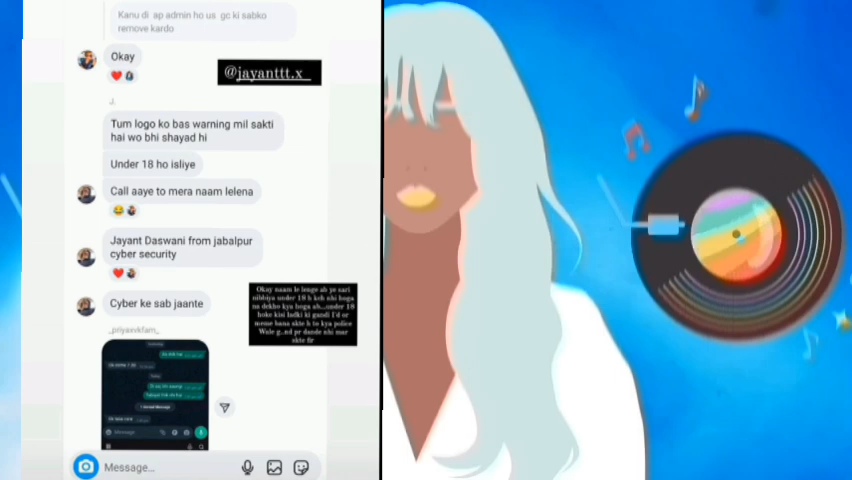 Kanu di ap admin ho us gc ki sabko
remove kardo
Okay
@jayanttt.x_
J.
Tum logo ko bas warning mil sakti
hai wo bhi shayad hi
Under 18 ho isliye
Call aaye to mera naam lelena
Jayant Daswani from jabalpur
cyber security
Okay naam le lenge ab ye sari
nibbiya under 18 h kch nhi hoga
na dekho kya hoga ab...under 18
hoke kisi ladki ki gandi I'd or
meme bana skte h to kya police
Wale g..nd pr dande nhi mar
skte fir
Cyber ke sab jaante
_priyaxvkfam_
Message...
Message...